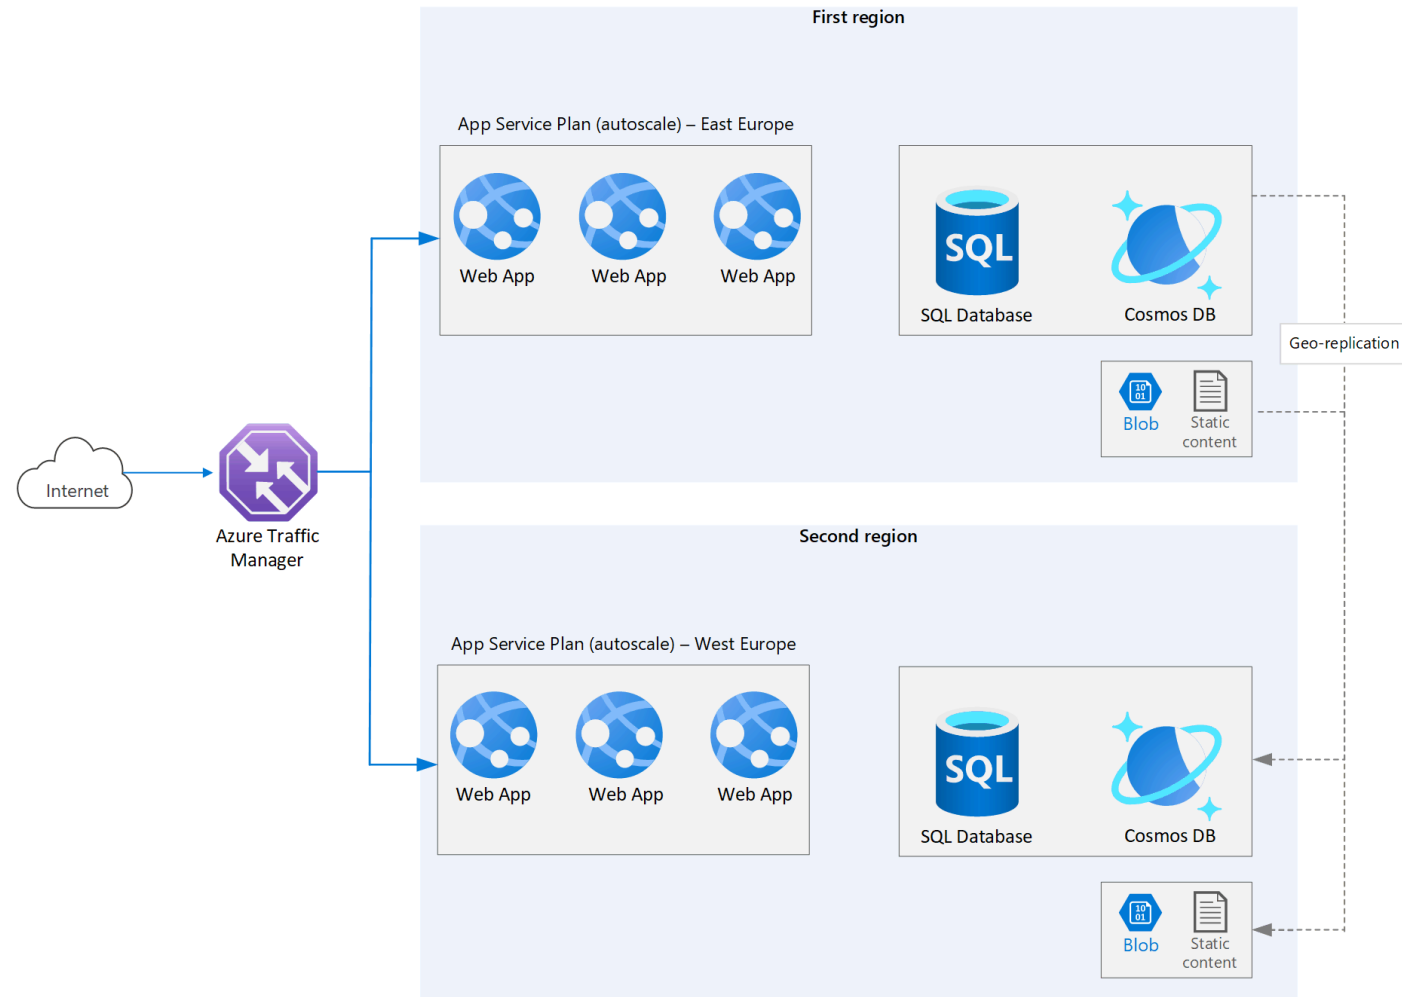 First region
App Service Plan (autoscale) – East Europe
Web App
Web App
Web App
SQL
SQL Database
Cosmos DB
Geo-replication
10
01
Blob
Static
content
Internet
Azure Traffic
Manager
Second region
App Service Plan (autoscale) – West Europe
Web App
Web App
Web App
SQL
SQL Database
Cosmos DB
10
01
Blob
Static
content